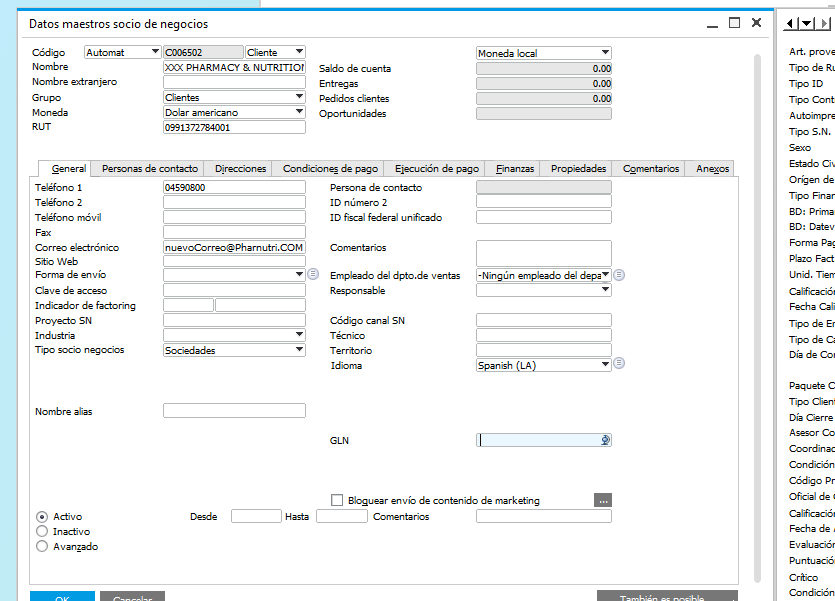 Datos maestros socio de negocios
Código Automat C006502 Cliente Moneda local
Nombre XXX PHARMACY & NUTRITION Saldo de cuenta 0.00
Nombre extranjero Entregas 0.00
Grupo Clientes Pedidos clientes 0.00
Moneda Dolar americano Oportunidades
RUT 0991372784001
General Personas de contacto Direcciones Condiciones de pago Ejecución de pago Finanzas Propiedades Comentarios Anexos
Teléfono 1 04590800 Persona de contacto
Teléfono 2 ID número 2
Teléfono móvil ID fiscal federal unificado
Fax
Correo electrónico nuevoCorreo@Pharnutri.COM Comentarios
Sitio Web
Forma de envío Empleado del dpto.de ventas -Ningún empleado del depa
Clave de acceso Responsable
Indicador de factoring
Proyecto SN Código canal SN
Industria Técnico
Tipo socio negocios Sociedades Territorio
Idioma Spanish (LA)
Nombre alias
GLN
Bloquear envío de contenido de marketing ...
Activo Desde Hasta Comentarios
Inactivo
Avanzado
OK Cancelar También es posible
Art. prove
Tipo de Ru
Tipo ID
Tipo Cont
Autoimpre
Tipo S.N.
Sexo
Estado Civ
Orígen de
Tipo Finan
BD: Prima
BD: Datev
Forma Pag
Plazo Fact
Unid. Tiem
Calificació
Fecha Cali
Tipo de Er
Tipo de Ca
Día de Cor
Paquete C
Tipo Clien
Día Cierre
Asesor Co
Coordinad
Condición
Código Pr
Oficial de
Calificació
Fecha de
Evaluación
Puntuació
Crítico
Condición